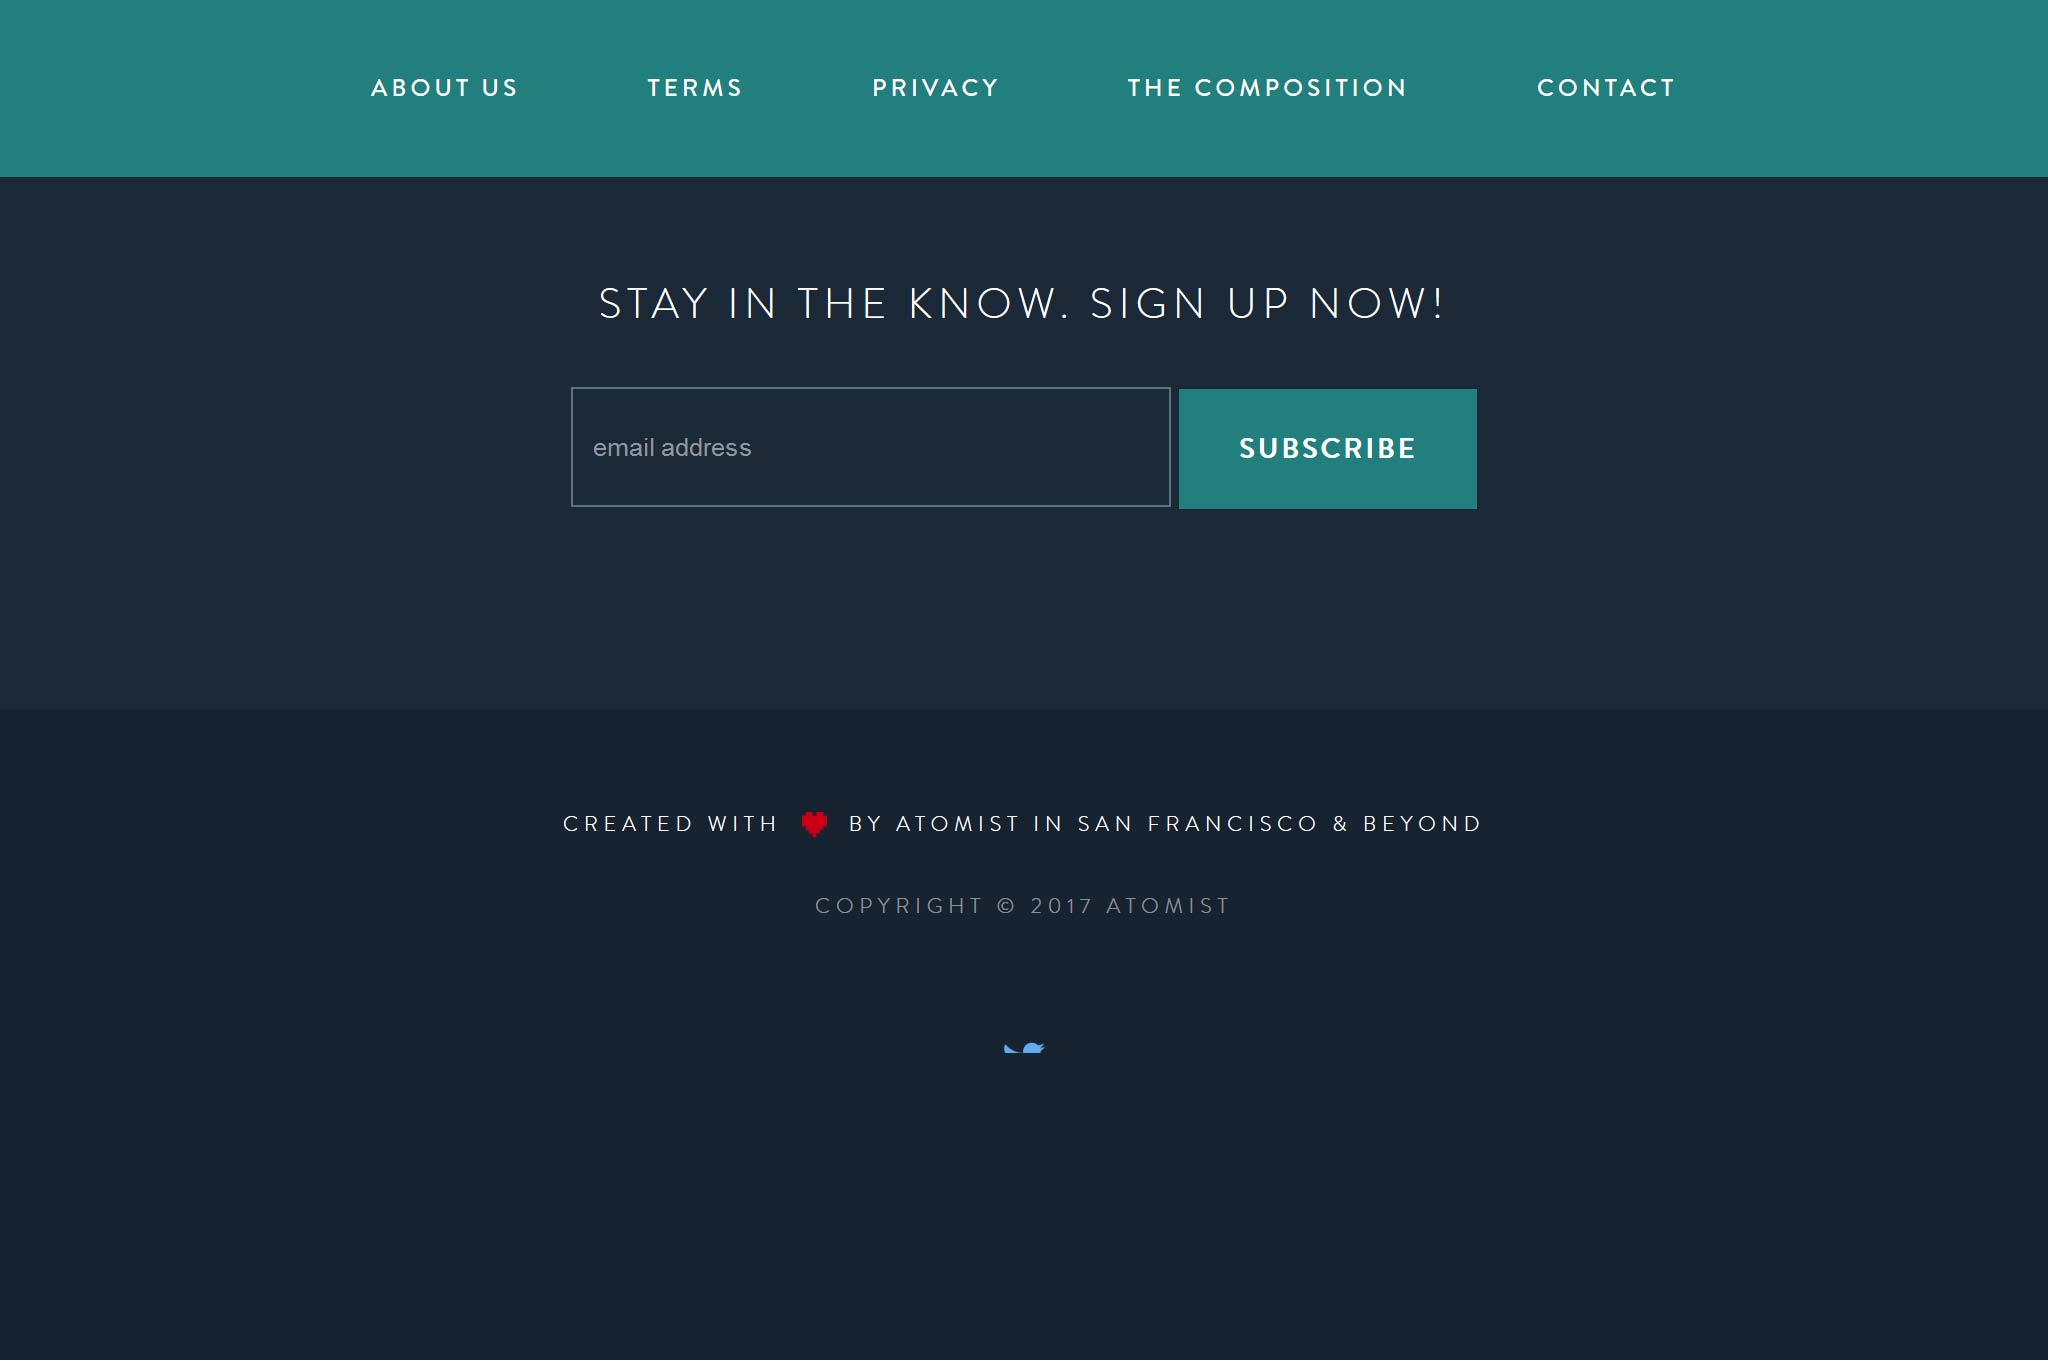 ABOUT US TERMS PRIVACY THE COMPOSITION CONTACT
STAY IN THE KNOW. SIGN UP NOW!
email address SUBSCRIBE
CREATED WITH BY ATOMIST IN SAN FRANCISCO & BEYOND
COPYRIGHT © 2017 ATOMIST